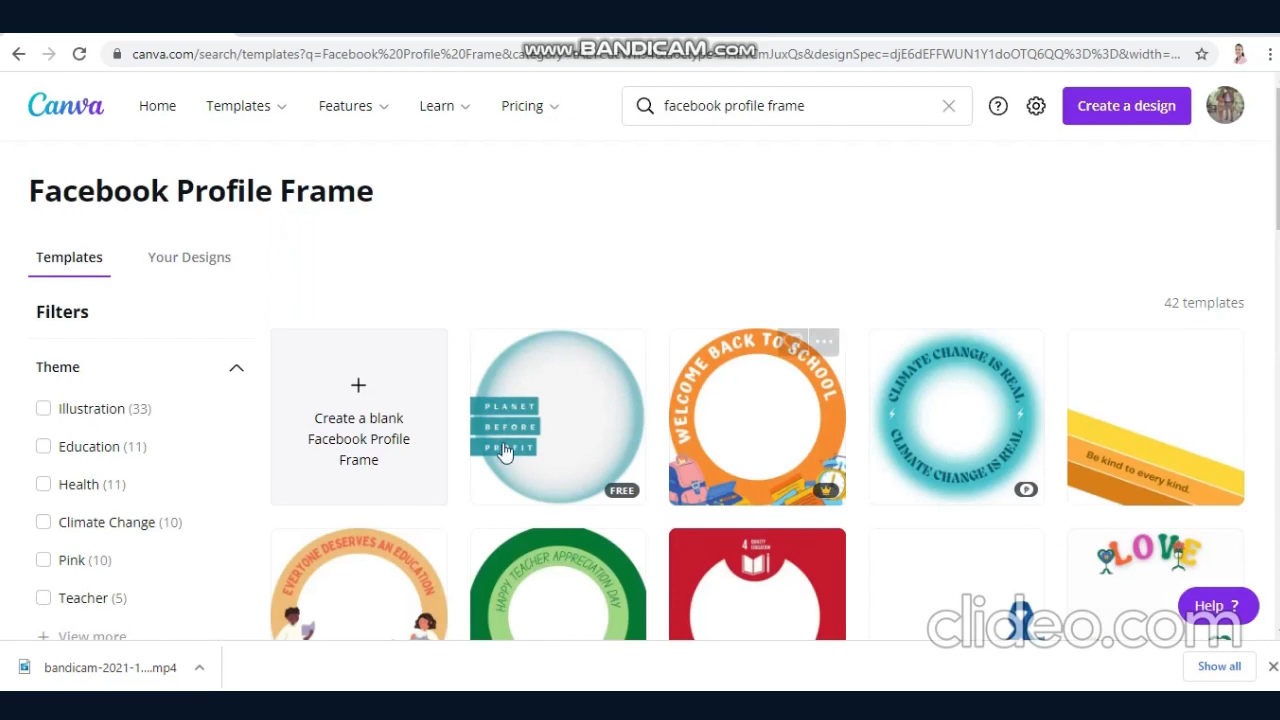 www.BANDICAM.com
canva.com/search/templates?q=Facebook%20Profile%20Frame&
mJuxQs&designSpec=djE6dEFFWUN1Y1doOTQ6QQ%3D%3D&width=...
Canva
Home
Templates
Features
Learn
Pricing
facebook profile frame
Create a design
Facebook Profile Frame
Templates
Your Designs
Filters
42 templates
Theme
Illustration (33)
Education (11)
Health (11)
Climate Change (10)
Pink (10)
Teacher (5)
+ View more
+
Create a blank
Facebook Profile
Frame
PLANET
BEFORE
PROFIT
FREE
WELCOME BACK TO SCHOOL
CLIMATE CHANGE IS REAL
CLIMATE CHANGE IS REAL
Be kind to every kind.
EVERYONE DESERVES AN EDUCATION
HAPPY TEACHER APPRECIATION DAY
4 QUALITY
EDUCATION
LOVE
Help ?
clideo.com
bandicam-2021-1....mp4
Show all